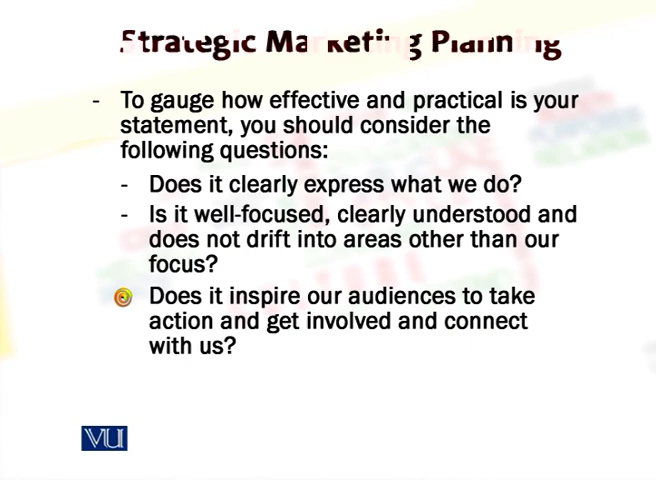 Strategic Marketing Planning
- To gauge how effective and practical is your
statement, you should consider the
following questions:
- Does it clearly express what we do?
- Is it well-focused, clearly understood and
does not drift into areas other than our
focus?
Does it inspire our audiences to take
action and get involved and connect
with us?
VU